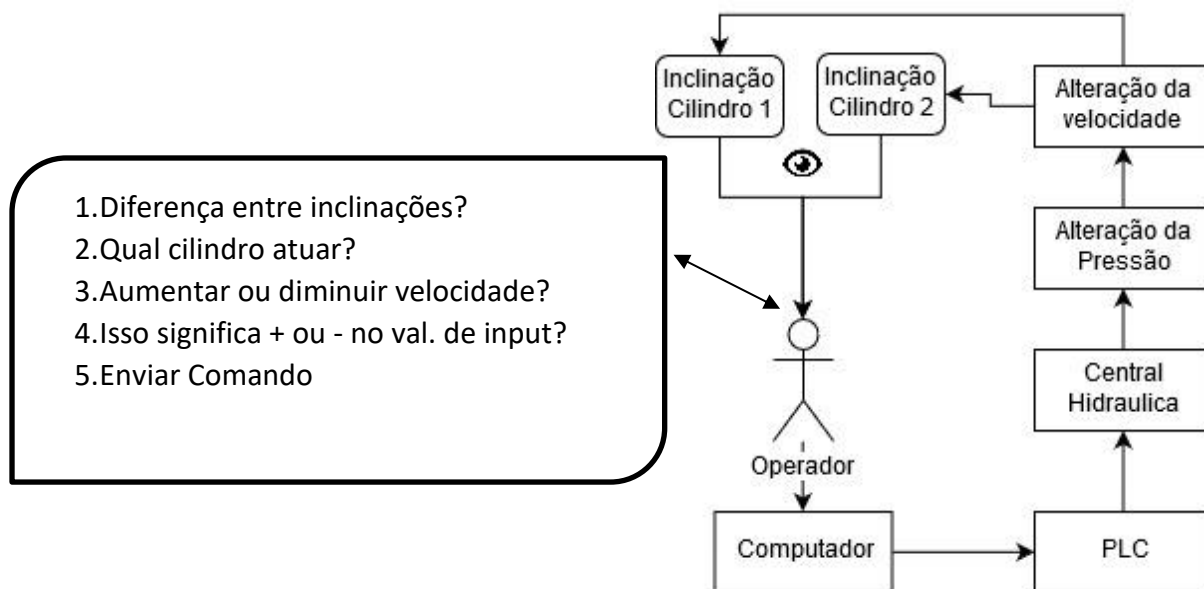 Inclinação
Cilindro 1
Inclinação
Cilindro 2
Alteração da
velocidade
1.Diferença entre inclinações?
2.Qual cilindro atuar?
3.Aumentar ou diminuir velocidade?
4.Isso significa + ou - no val. de input?
5.Enviar Comando
Alteração da
Pressão
Central
Hidraulica
Operador
Computador
PLC